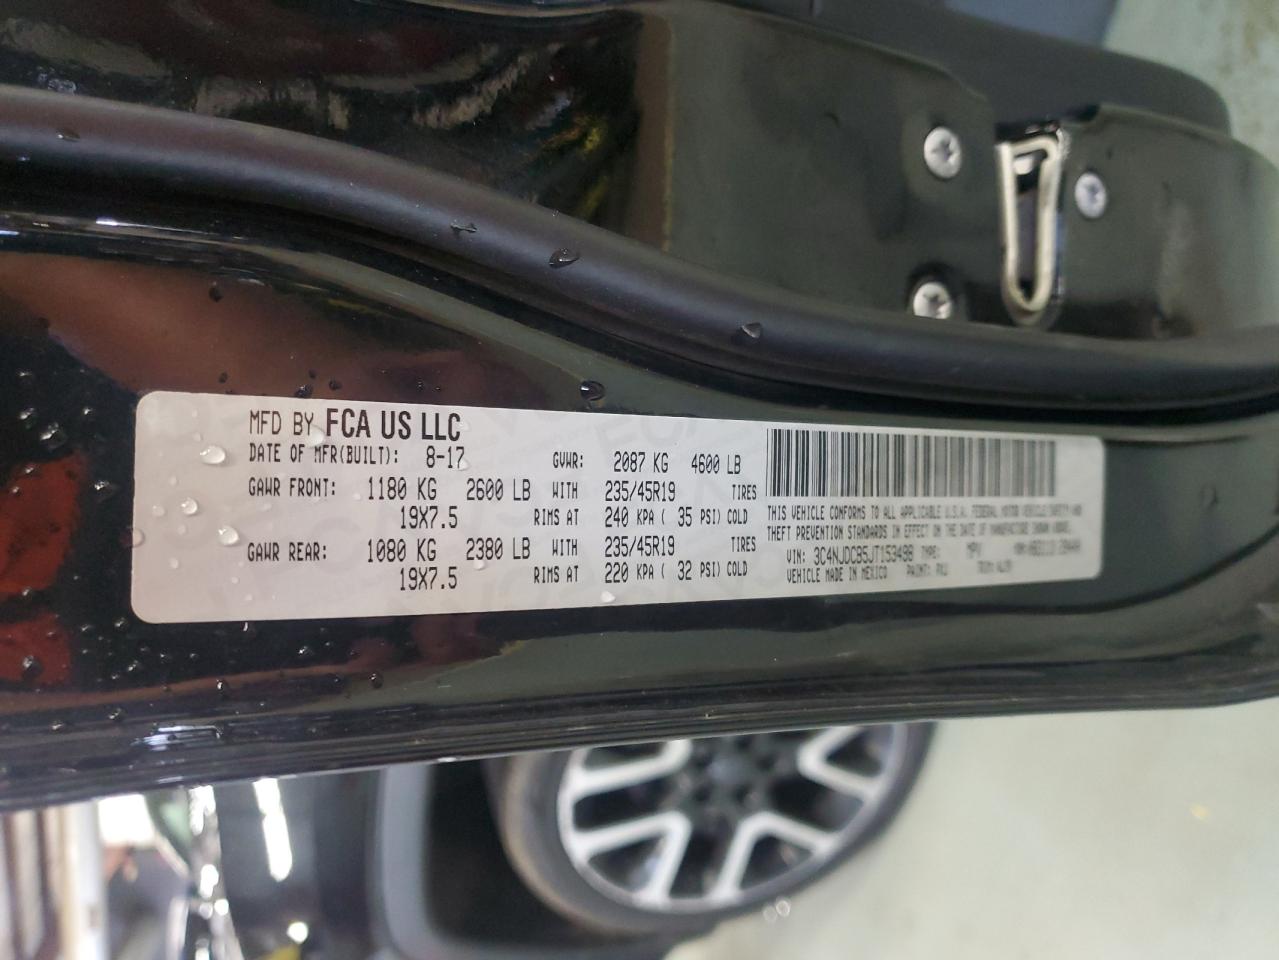 MFD BY FCA US LLC
DATE OF MFR(BUILT): 8-17 GVWR: 2087 KG 4600 LB
GAWR FRONT: 1180 KG 2600 LB WITH 235/45R19 TIRES
19X7.5 RIMS AT 240 KPA ( 35 PSI) COLD
GAWR REAR: 1080 KG 2380 LB WITH 235/45R19 TIRES
19X7.5 RIMS AT 220 KPA ( 32 PSI) COLD
THIS VEHICLE CONFORMS TO ALL APPLICABLE U.S.A. FEDERAL MOTOR VEHICLE SAFETY AND
THEFT PREVENTION STANDARDS IN EFFECT ON THE DATE OF MANUFACTURE SHOWN ABOVE.
VIN: 3C4NJDCB5JT153498 TYPE: MPV
VEHICLE MADE IN MEXICO PAINT: PXJ TRIM: